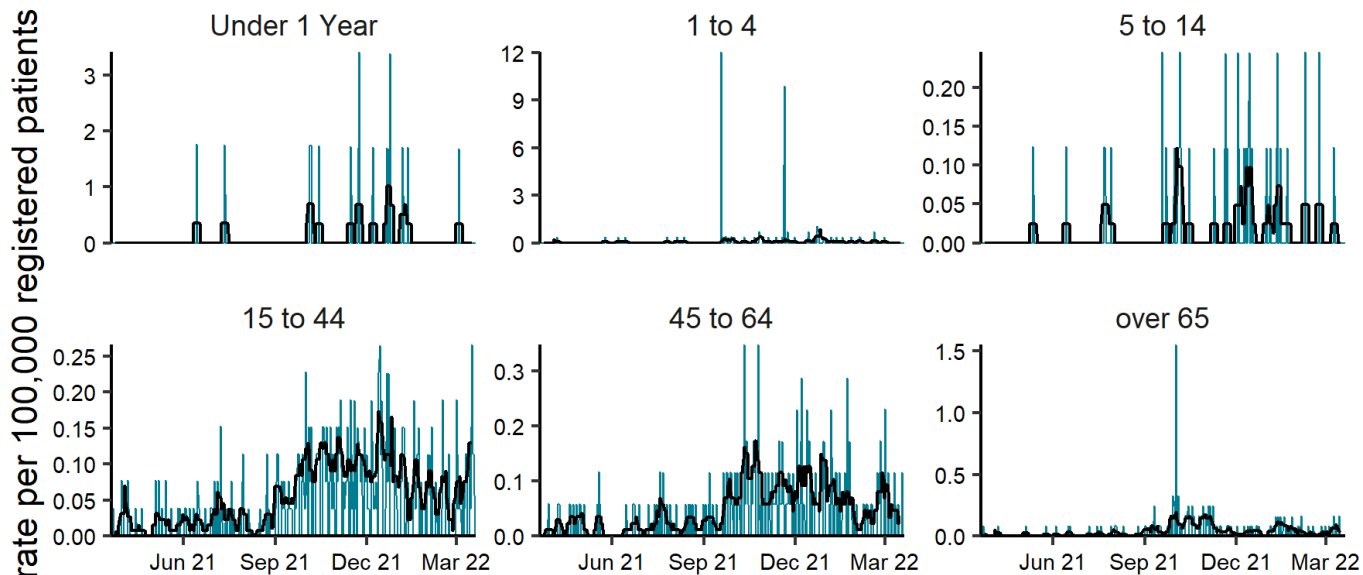 rate per 100,000 registered patients
Under 1 Year
1 to 4
5 to 14
3
2
1
0
12
9
6
3
0
0.20
0.15
0.10
0.05
0.00
15 to 44
45 to 64
over 65
0.25
0.20
0.15
0.10
0.05
0.00
0.3
0.2
0.1
0.0
1.5
1.0
0.5
0.0
Jun 21 Sep 21 Dec 21 Mar 22
Jun 21 Sep 21 Dec 21 Mar 22
Jun 21 Sep 21 Dec 21 Mar 22